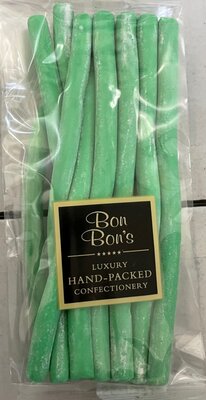 Bon
Bon's
LUXURY
HAND-PACKED
CONFECTIONERY